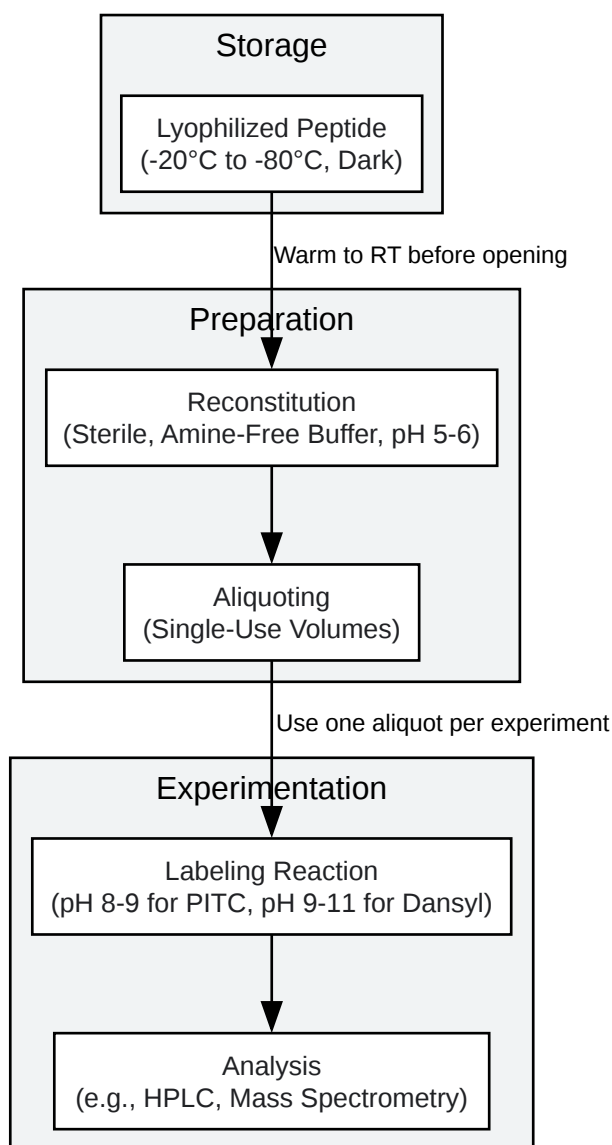 Storage
Lyophilized Peptide
(-20°C to -80°C, Dark)
Warm to RT before opening
Preparation
Reconstitution
(Sterile, Amine-Free Buffer, pH 5-6)
Aliquoting
(Single-Use Volumes)
Use one aliquot per experiment
Experimentation
Labeling Reaction
(pH 8-9 for PITC, pH 9-11 for Dansyl)
Analysis
(e.g., HPLC, Mass Spectrometry)